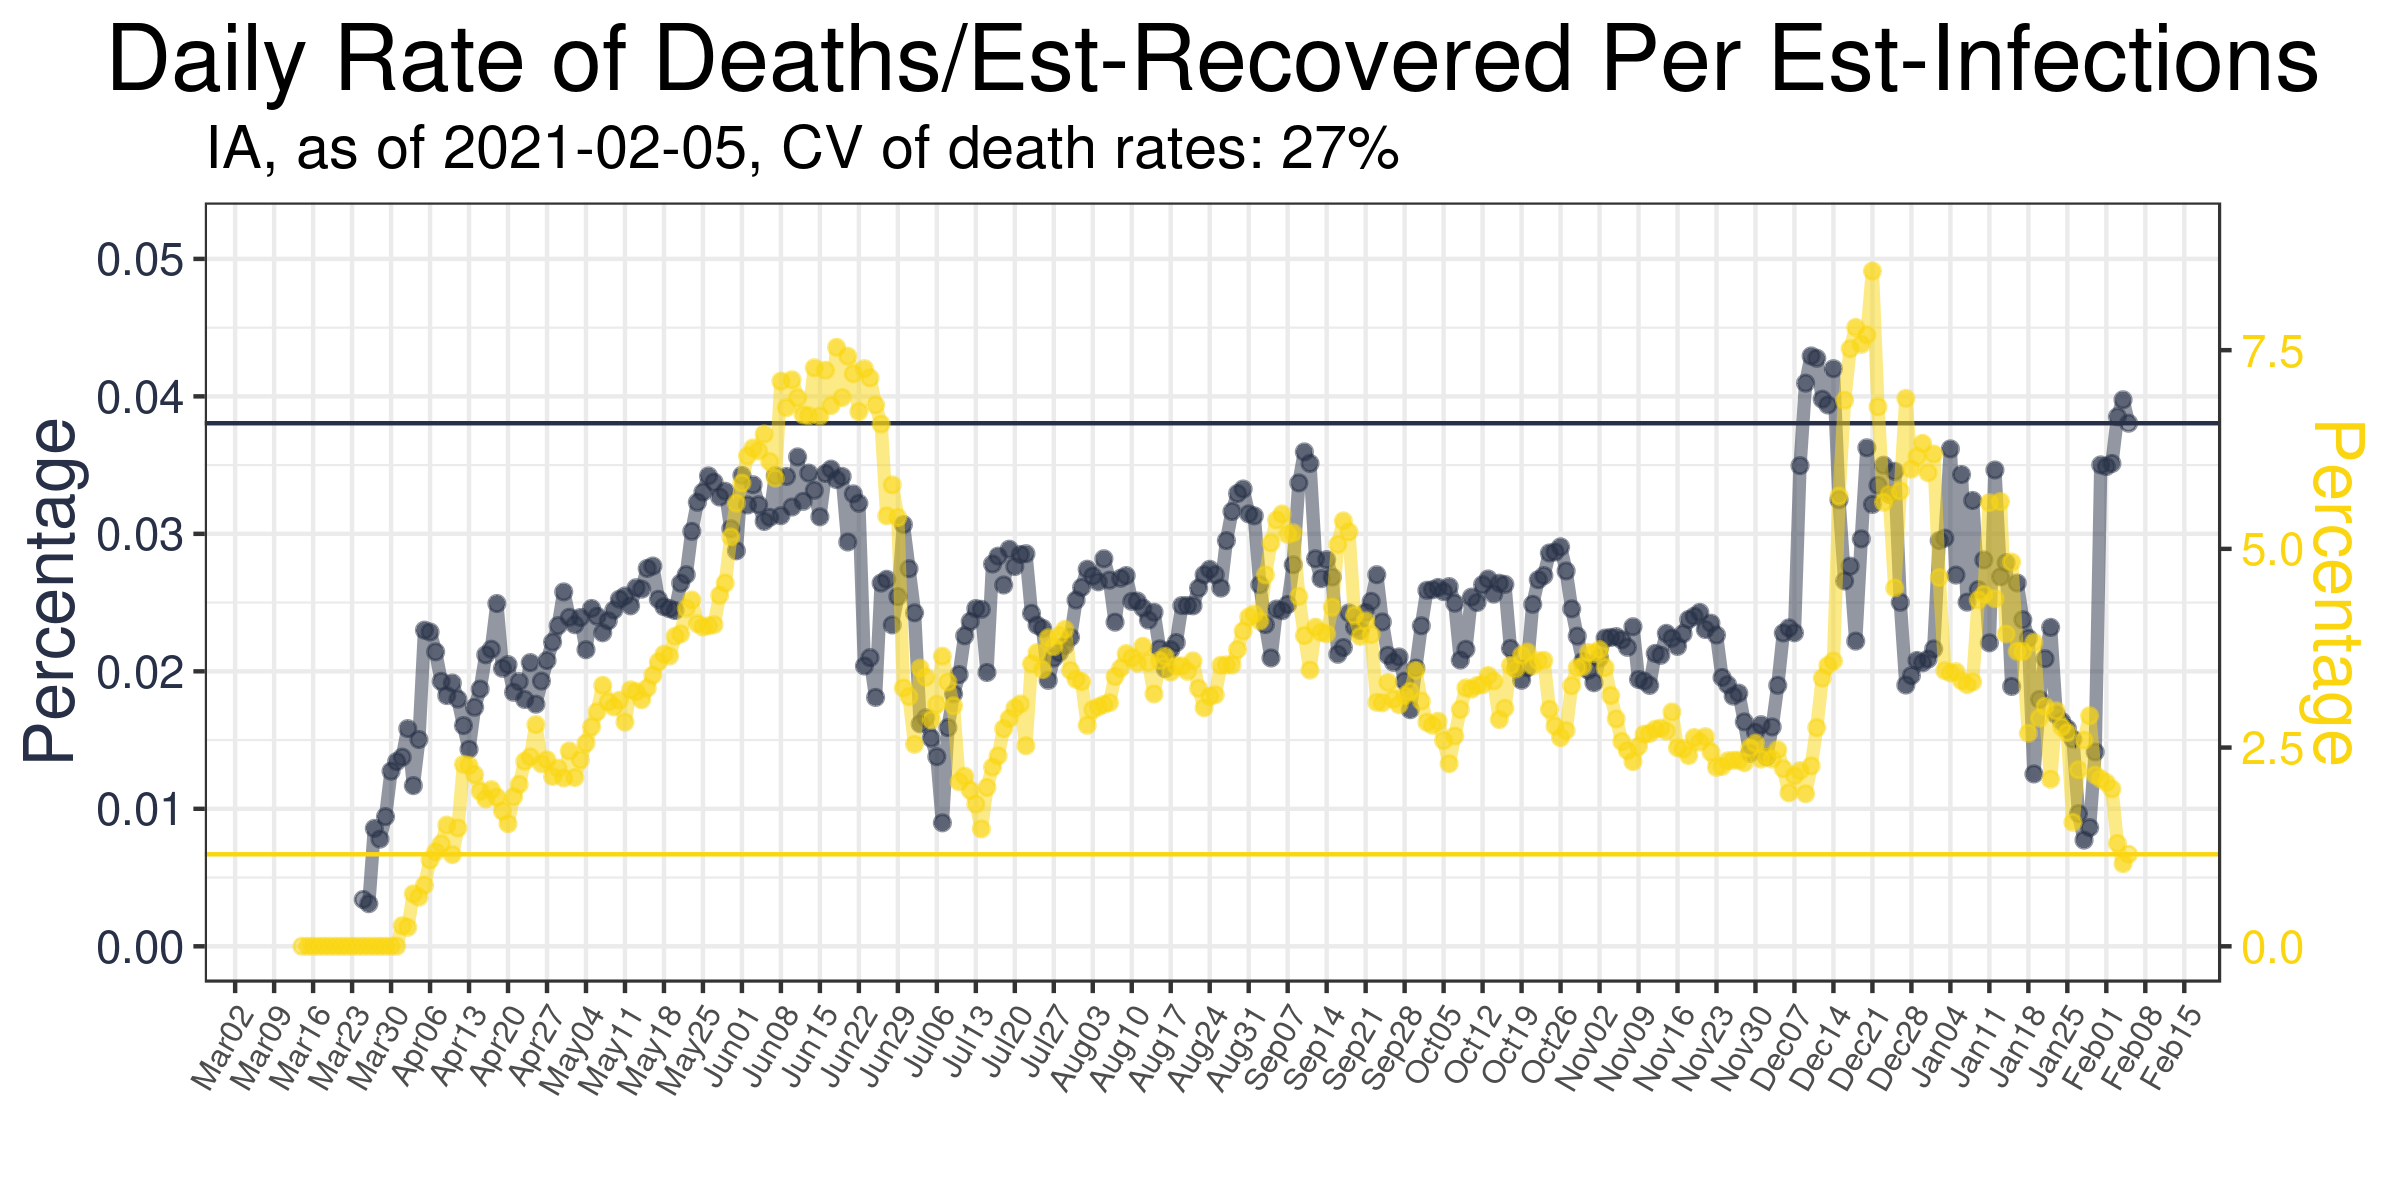 Daily Rate of Deaths/Est-Recovered Per Est-Infections
IA, as of 2021-02-05, CV of death rates: 27%
Percentage
0.05
0.04
0.03
0.02
0.01
0.00
7.5
5.0
2.5
0.0
Percentage
Mar02
Mar09
Mar16
Mar23
Mar30
Apr06
Apr13
Apr20
Apr27
May04
May11
May18
May25
Jun01
Jun08
Jun15
Jun22
Jun29
Jul06
Jul13
Jul20
Jul27
Aug03
Aug10
Aug17
Aug24
Aug31
Sep07
Sep14
Sep21
Sep28
Oct05
Oct12
Oct19
Oct26
Nov02
Nov09
Nov16
Nov23
Nov30
Dec07
Dec14
Dec21
Dec28
Jan04
Jan11
Jan18
Jan25
Feb01
Feb08
Feb15